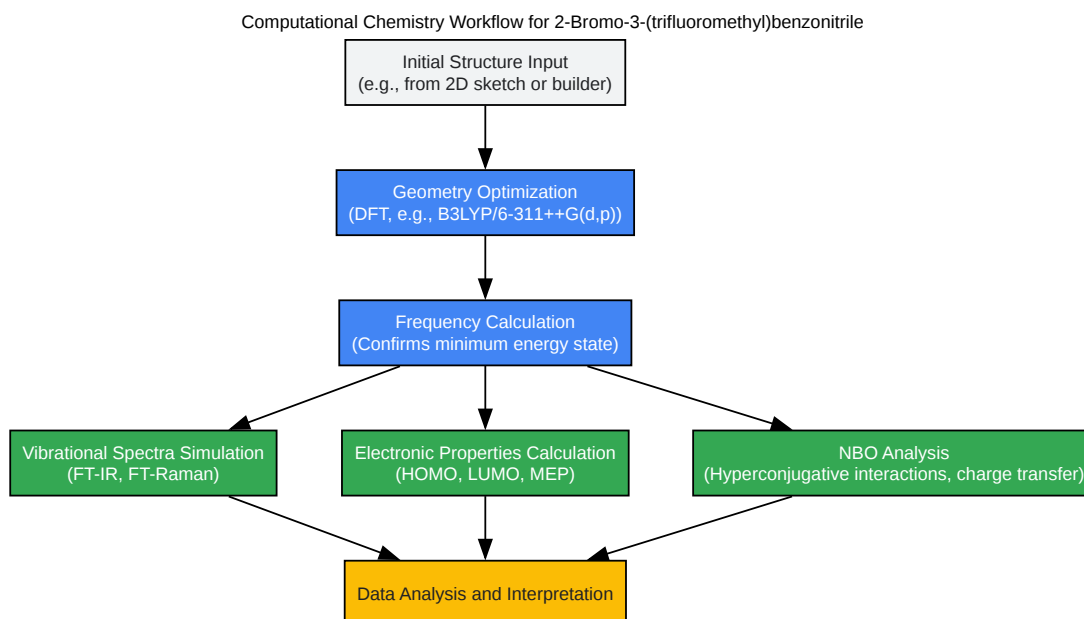 Computational Chemistry Workflow for 2-Bromo-3-(trifluoromethyl)benzonitrile
Initial Structure Input
(e.g., from 2D sketch or builder)
Geometry Optimization
(DFT, e.g., B3LYP/6-311++G(d,p))
Frequency Calculation
(Confirms minimum energy state)
Vibrational Spectra Simulation
(FT-IR, FT-Raman)
Electronic Properties Calculation
(HOMO, LUMO, MEP)
NBO Analysis
(Hyperconjugative interactions, charge transfer)
Data Analysis and Interpretation